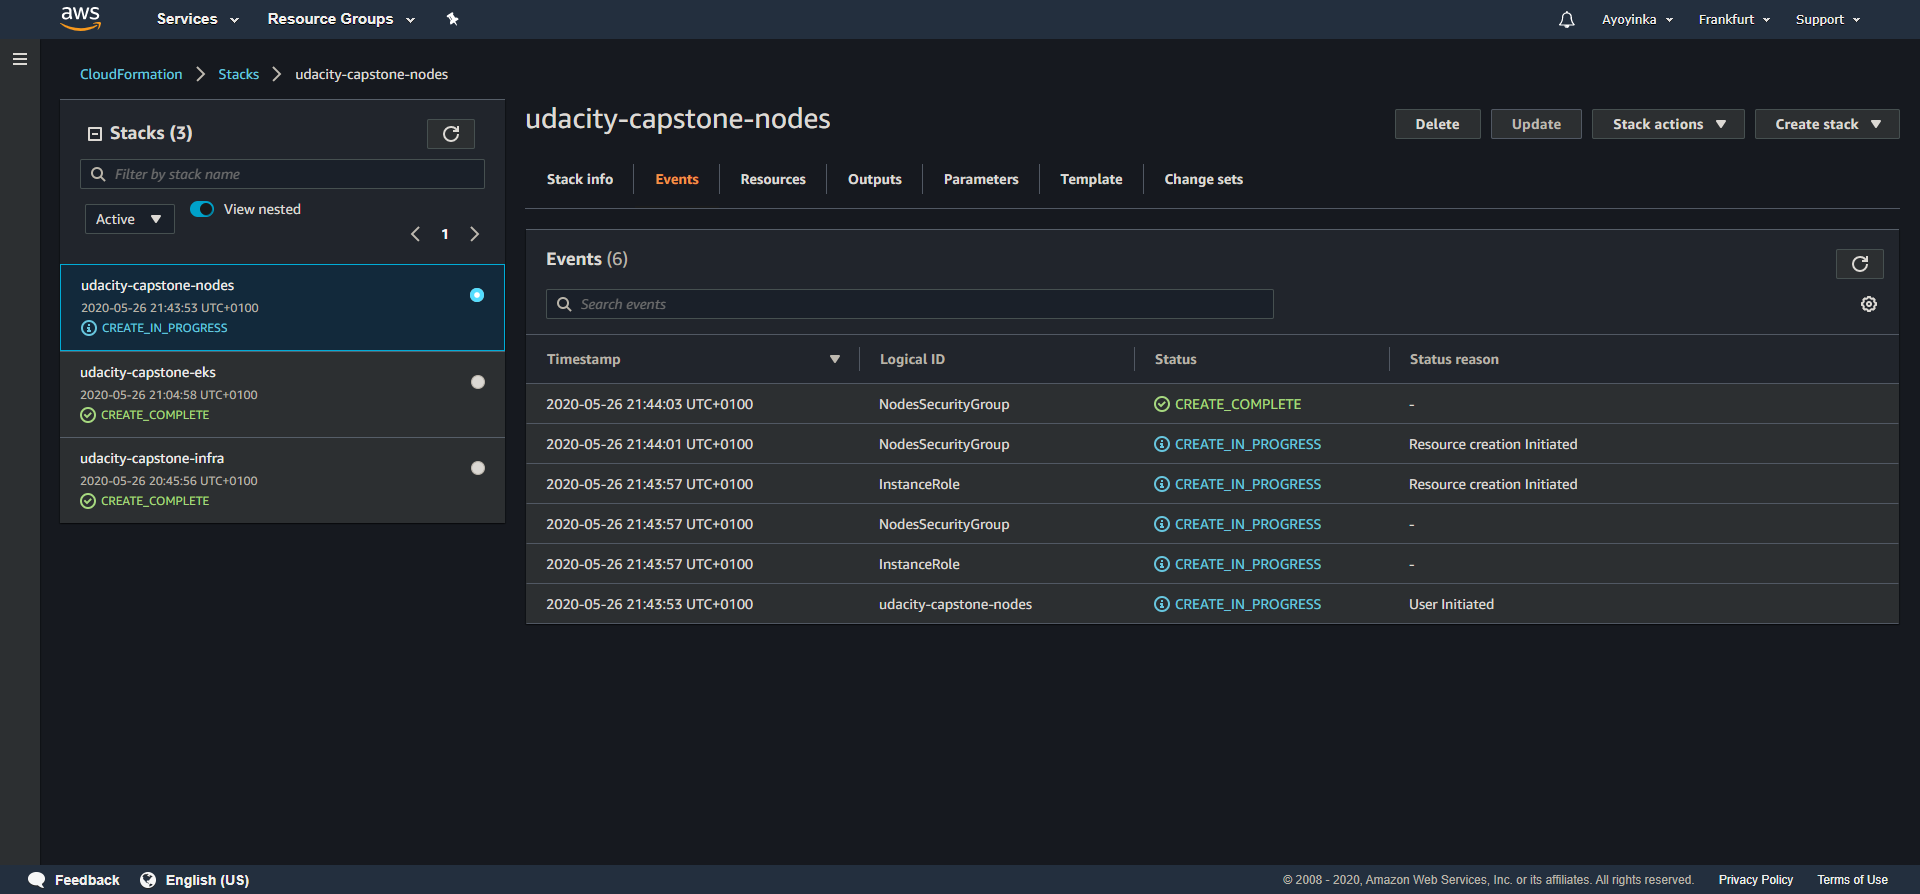 aws Services Resource Groups Ayoyinka Frankfurt Support
CloudFormation Stacks udacity-capstone-nodes
Stacks (3)
Filter by stack name
Active View nested
1
udacity-capstone-nodes
2020-05-26 21:43:53 UTC+0100
CREATE_IN_PROGRESS
udacity-capstone-eks
2020-05-26 21:04:58 UTC+0100
CREATE_COMPLETE
udacity-capstone-infra
2020-05-26 20:45:56 UTC+0100
CREATE_COMPLETE
udacity-capstone-nodes
Delete Update Stack actions Create stack
Stack info Events Resources Outputs Parameters Template Change sets
Events (6)
Search events
Timestamp Logical ID Status Status reason
2020-05-26 21:44:03 UTC+0100 NodesSecurityGroup CREATE_COMPLETE -
2020-05-26 21:44:01 UTC+0100 NodesSecurityGroup CREATE_IN_PROGRESS Resource creation Initiated
2020-05-26 21:43:57 UTC+0100 InstanceRole CREATE_IN_PROGRESS Resource creation Initiated
2020-05-26 21:43:57 UTC+0100 NodesSecurityGroup CREATE_IN_PROGRESS -
2020-05-26 21:43:57 UTC+0100 InstanceRole CREATE_IN_PROGRESS -
2020-05-26 21:43:53 UTC+0100 udacity-capstone-nodes CREATE_IN_PROGRESS User Initiated
Feedback English (US) © 2008 - 2020, Amazon Web Services, Inc. or its affiliates. All rights reserved. Privacy Policy Terms of Use